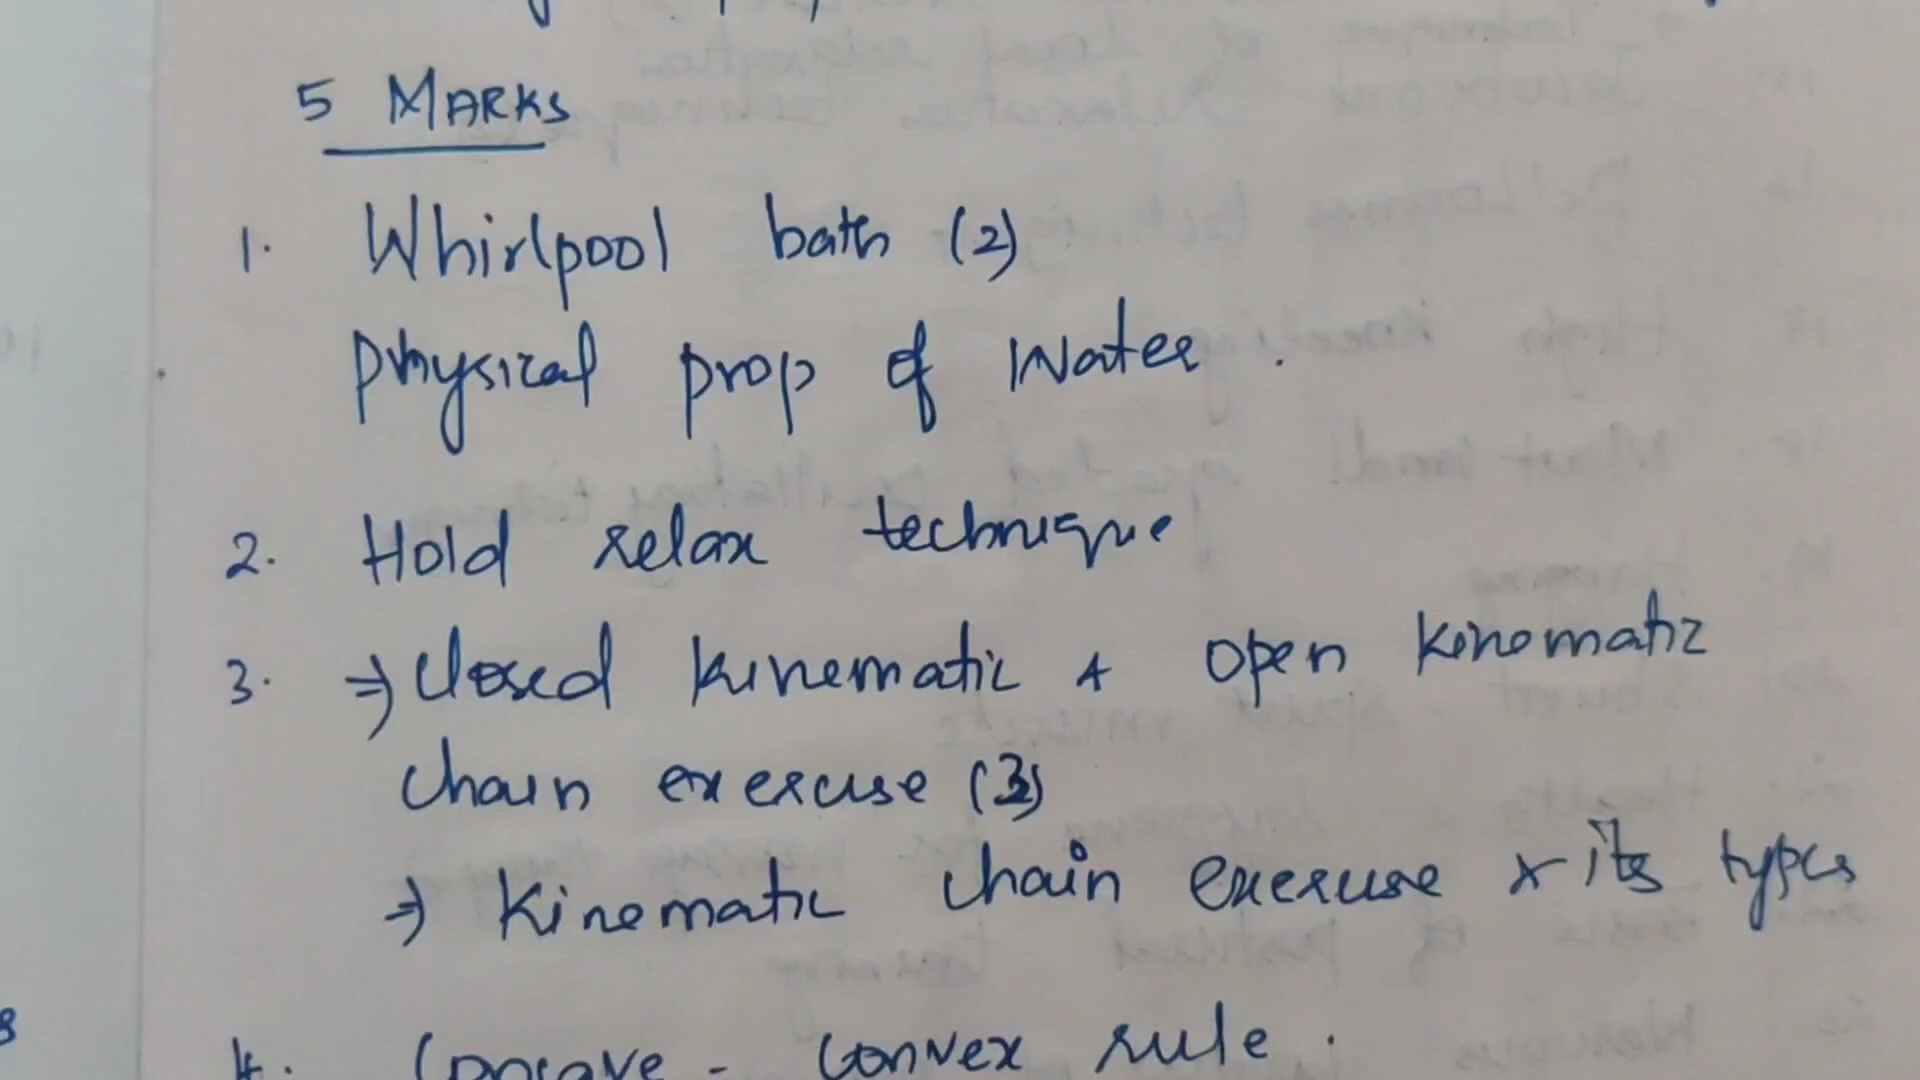 5 MARKS
1. Whirlpool bath (2)
Physical prop of Water.
2. Hold relax technique
3. ⇒ Closed kinematic & open kinematic
chain exercise (3)
⇒ Kinematic chain exercise & its types
4. Concave - convex rule.